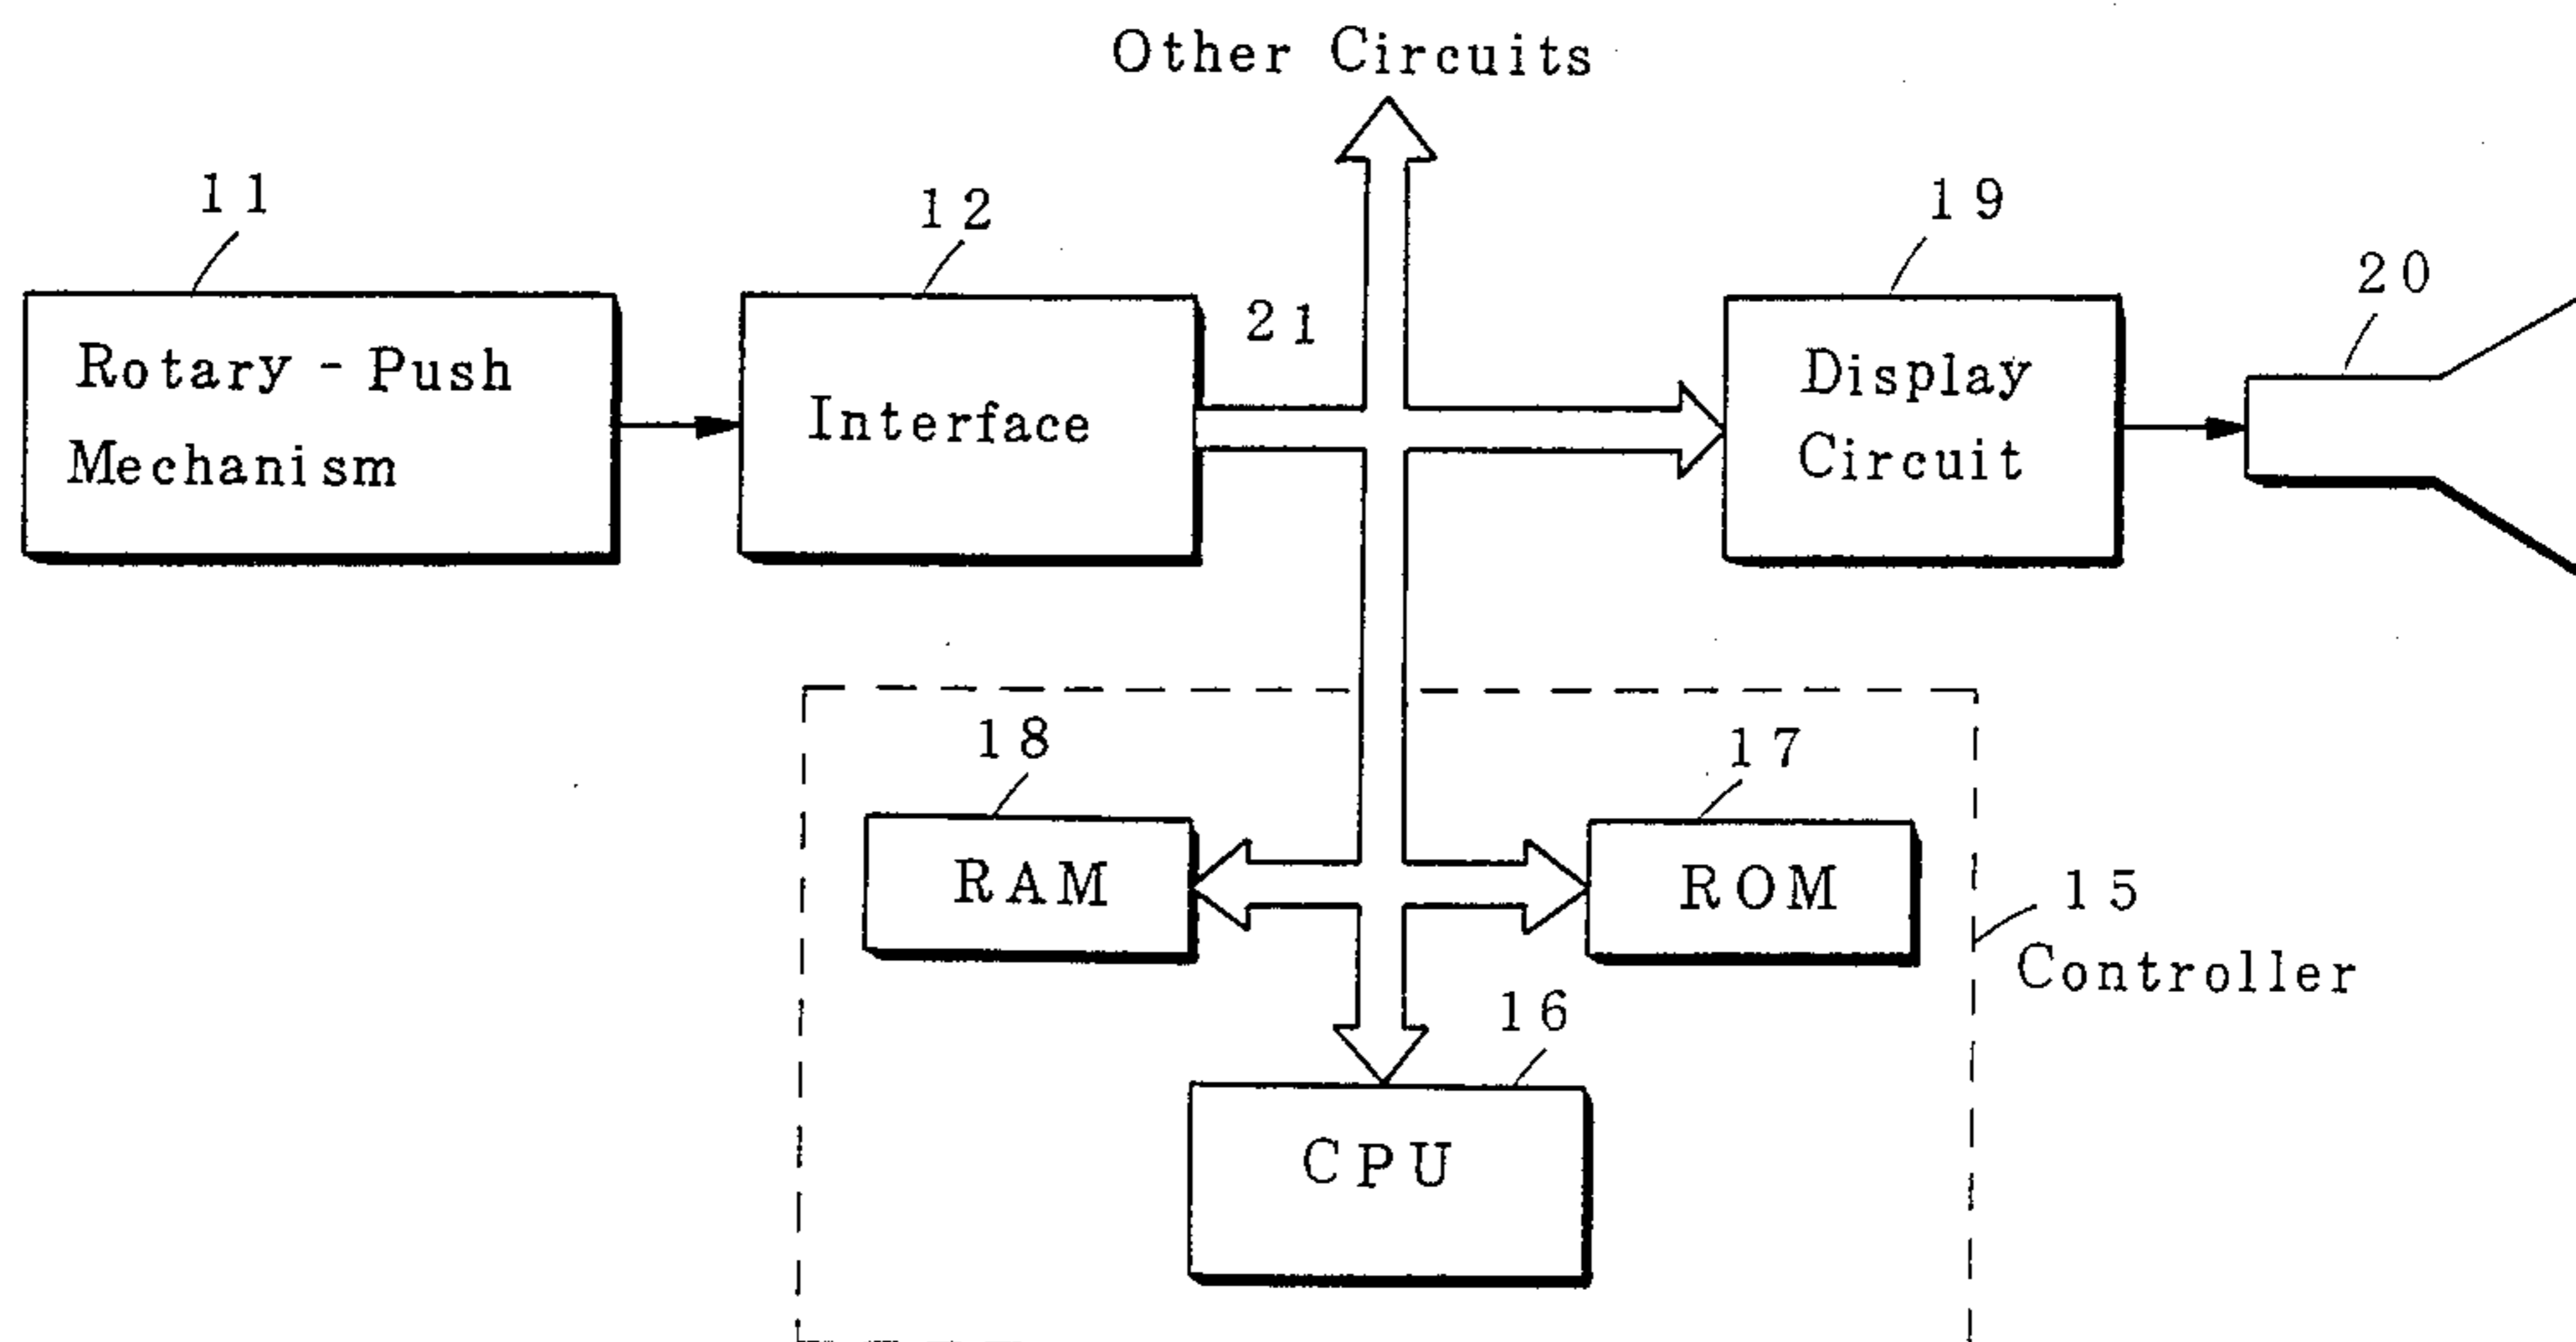 Other Circuits
11
12
19
20
21
Rotary - Push
Mechanism
Interface
Display
Circuit
18
17
RAM
ROM
15
Controller
16
CPU